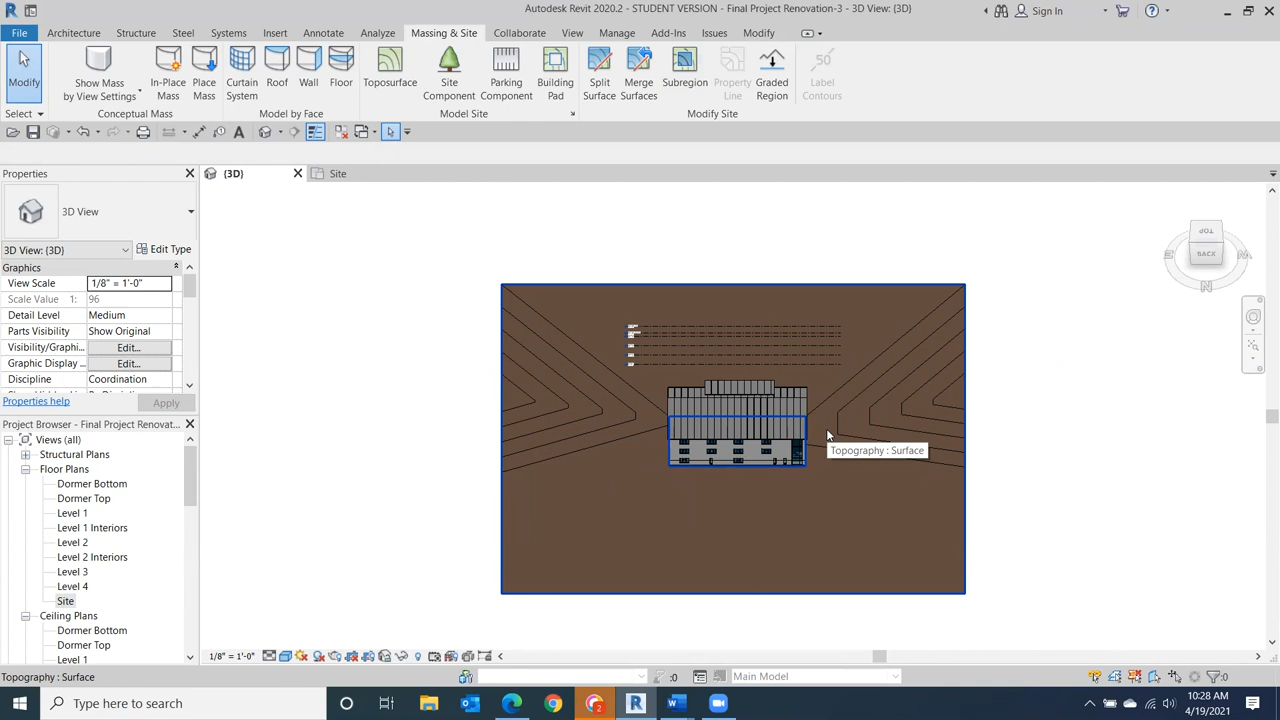 Autodesk Revit 2020.2 - STUDENT VERSION - Final Project Renovation-3 - 3D View: {3D}
Sign In
File Architecture Structure Steel Systems Insert Annotate Analyze Massing & Site Collaborate View Manage Add-Ins Issues Modify
Modify
Show Mass by View Settings
In-Place Mass
Place Mass
Curtain System
Roof
Wall
Floor
Toposurface
Site Component
Parking Component
Building Pad
Split Surface
Merge Surfaces
Subregion
Property Line
Graded Region
Label Contours
50
Select
Conceptual Mass
Model by Face
Model Site
Modify Site
Properties
{3D}
Site
3D View
3D View: {3D}
Edit Type
Graphics
View Scale 1/8" = 1'-0"
Scale Value 1: 96
Detail Level Medium
Parts Visibility Show Original
Visibility/Graphi... Edit...
Graphic Display ... Edit...
Discipline Coordination
Properties help
Apply
Project Browser - Final Project Renovat...
Views (all)
Structural Plans
Floor Plans
Dormer Bottom
Dormer Top
Level 1
Level 1 Interiors
Level 2
Level 2 Interiors
Level 3
Level 4
Site
Ceiling Plans
Dormer Bottom
Dormer Top
Level 1
TOP
BACK
N
E
Topography : Surface
1/8" = 1'-0"
Topography : Surface
:0
Main Model
:0
Type here to search
2
10:28 AM
4/19/2021